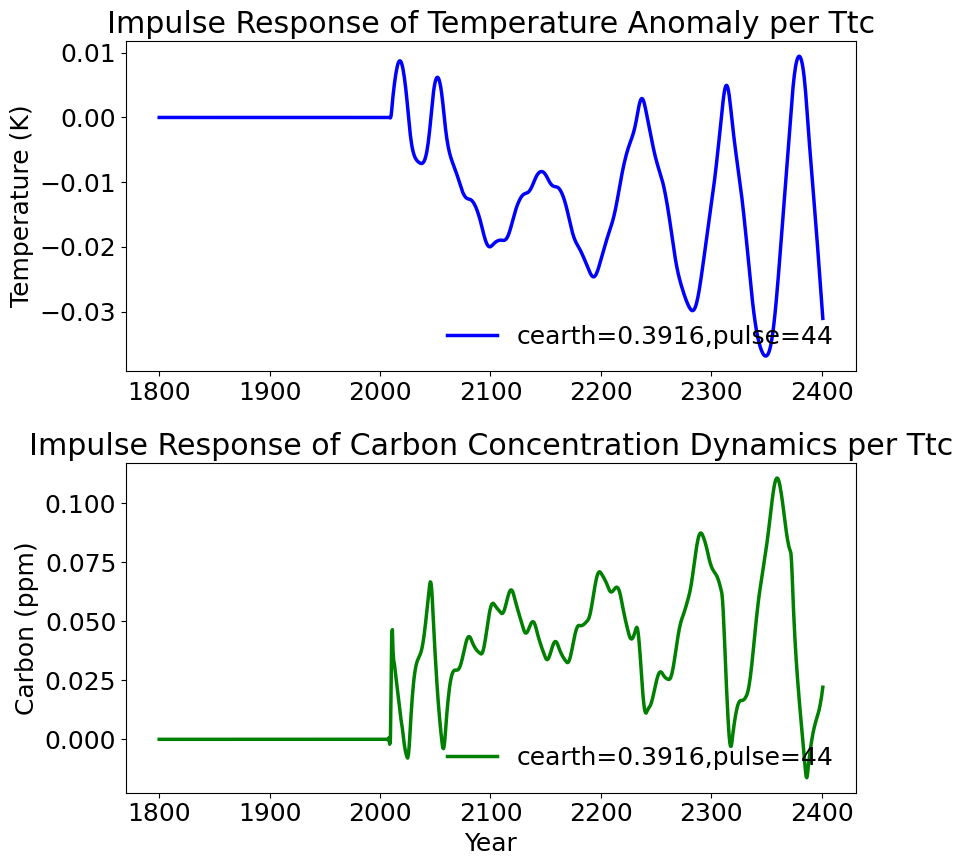 Impulse Response of Temperature Anomaly per Ttc
Temperature (K)
0.01
0.00
−0.01
−0.02
−0.03
cearth=0.3916,pulse=44
1800 1900 2000 2100 2200 2300 2400
Impulse Response of Carbon Concentration Dynamics per Ttc
Carbon (ppm)
0.100
0.075
0.050
0.025
0.000
cearth=0.3916,pulse=44
1800 1900 2000 2100 2200 2300 2400
Year